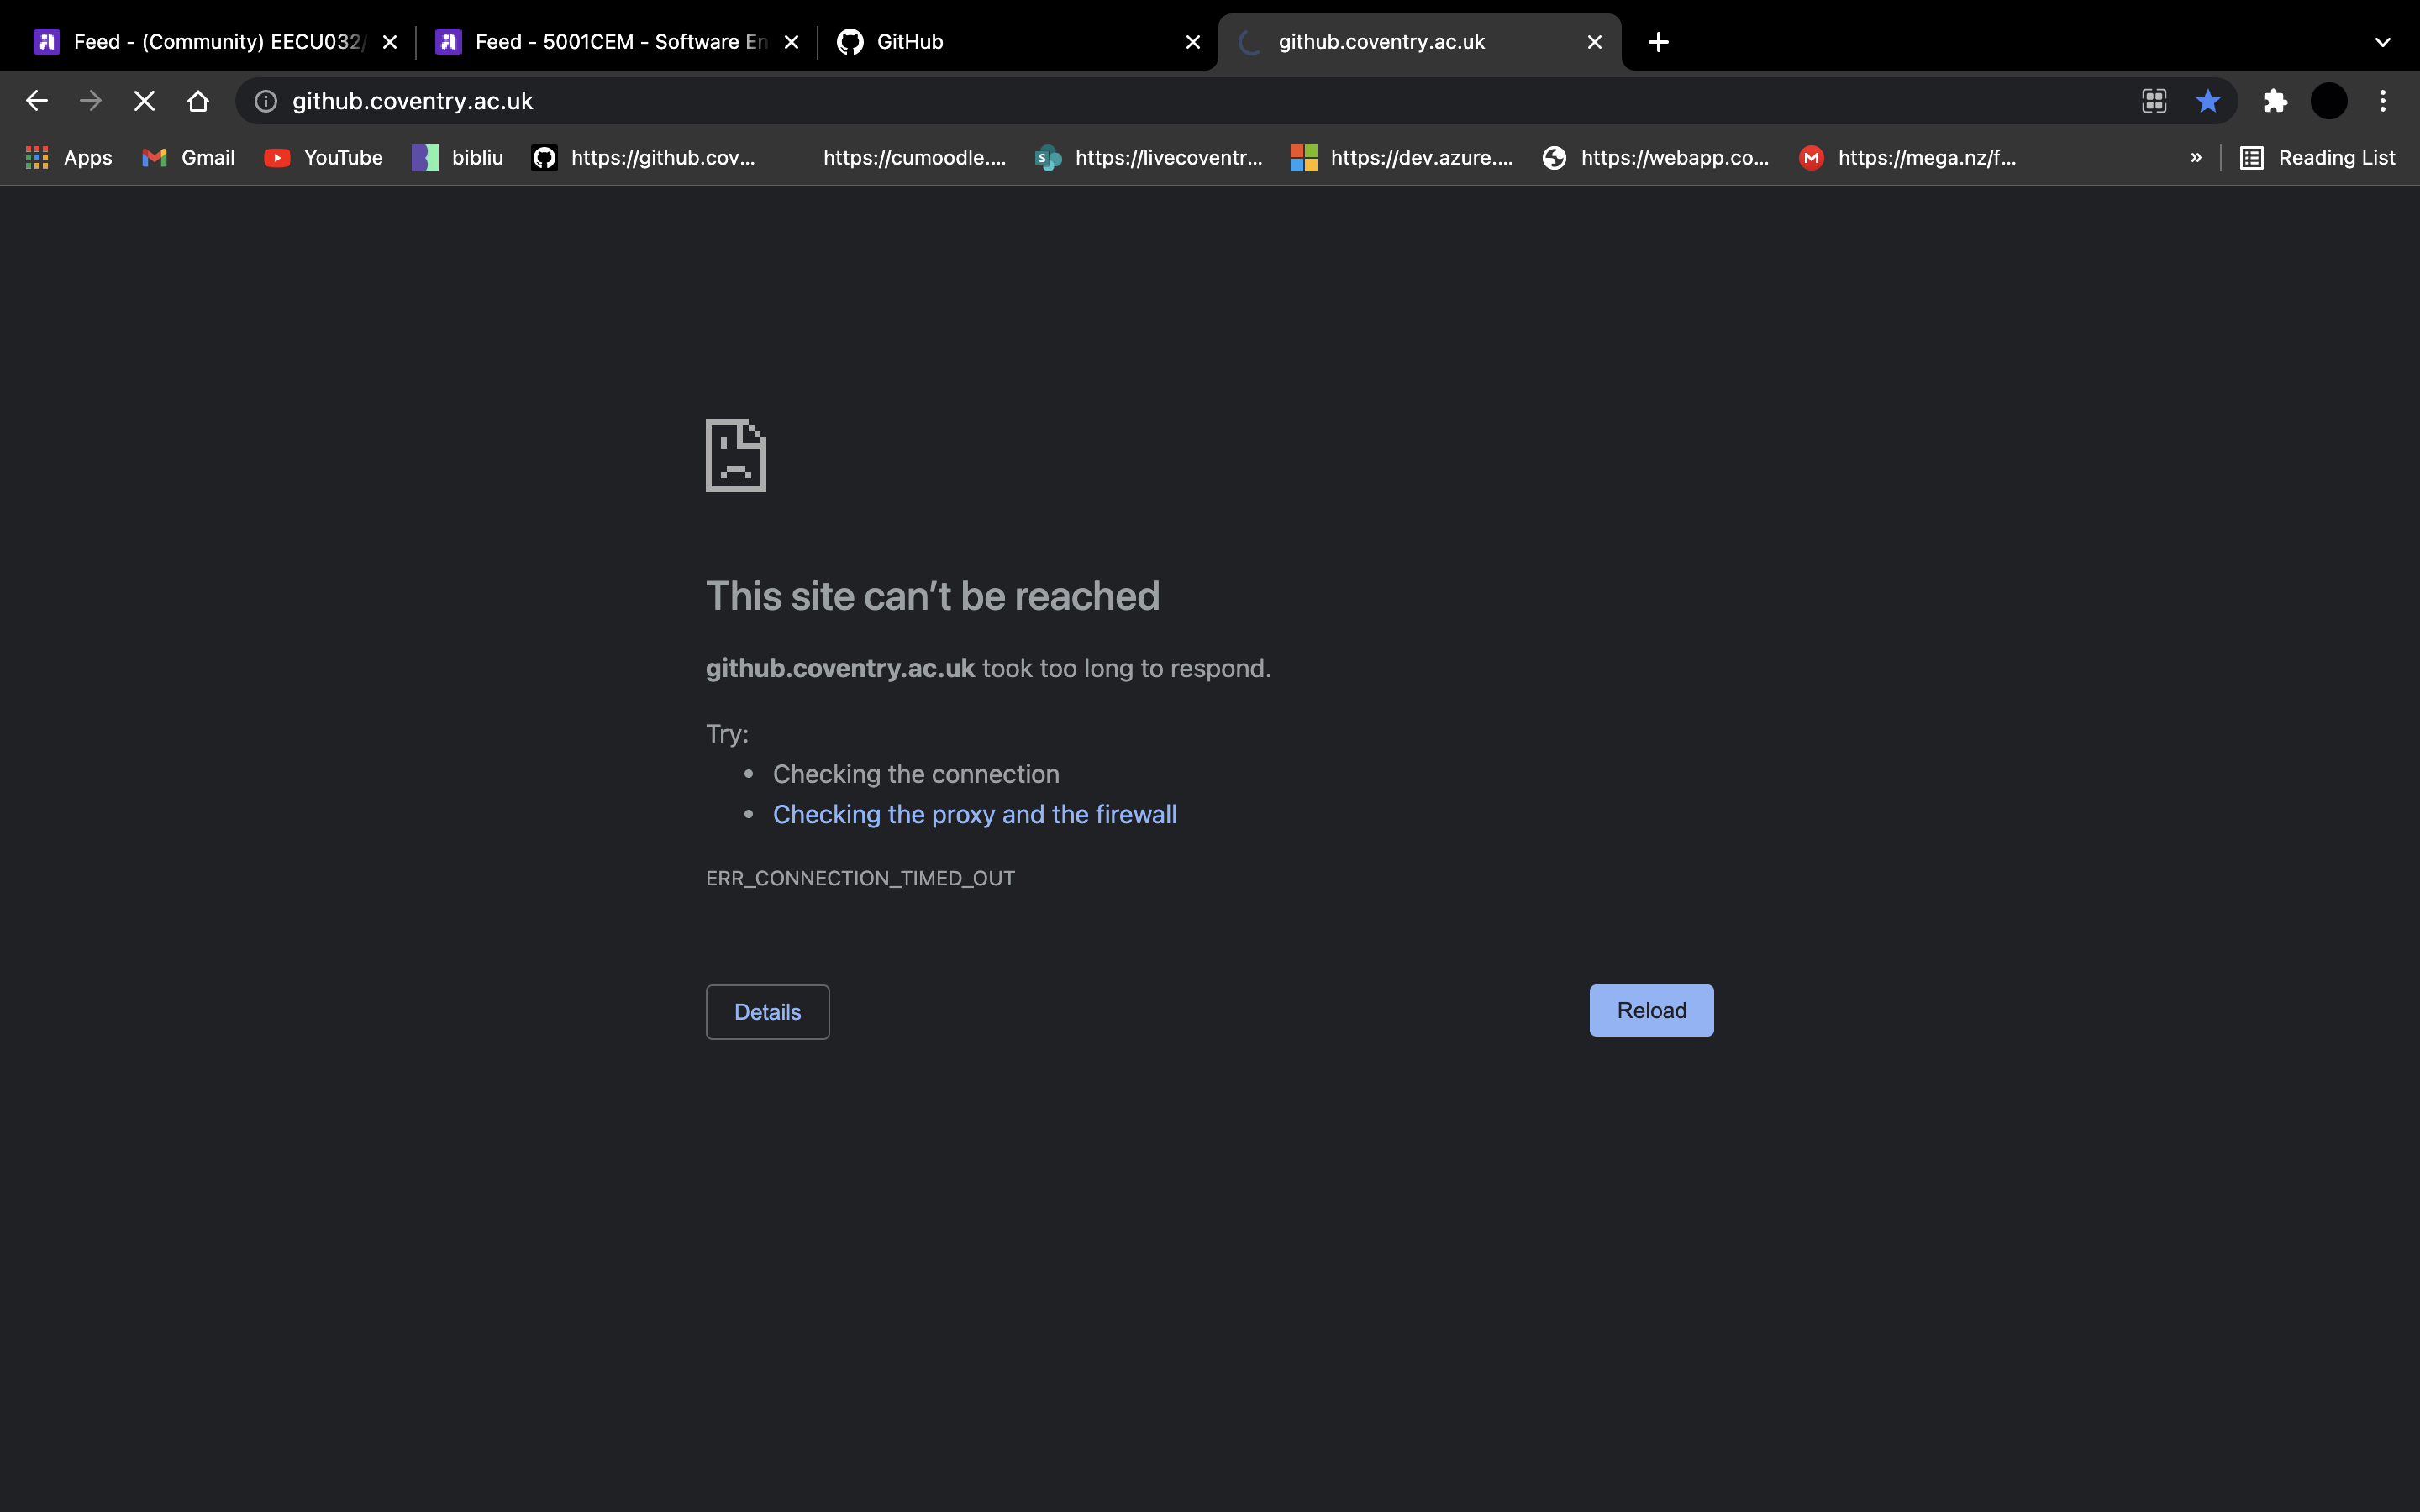 Feed - (Community) EECU032/
Feed - 5001CEM - Software En
GitHub
github.coventry.ac.uk
github.coventry.ac.uk
Apps
Gmail
YouTube
bibliu
https://github.cov...
https://cumoodle....
https://livecoventr...
https://dev.azure....
https://webapp.co...
https://mega.nz/f...
»
Reading List
This site can’t be reached
github.coventry.ac.uk took too long to respond.
Try:
• Checking the connection
• Checking the proxy and the firewall
ERR_CONNECTION_TIMED_OUT
Details
Reload